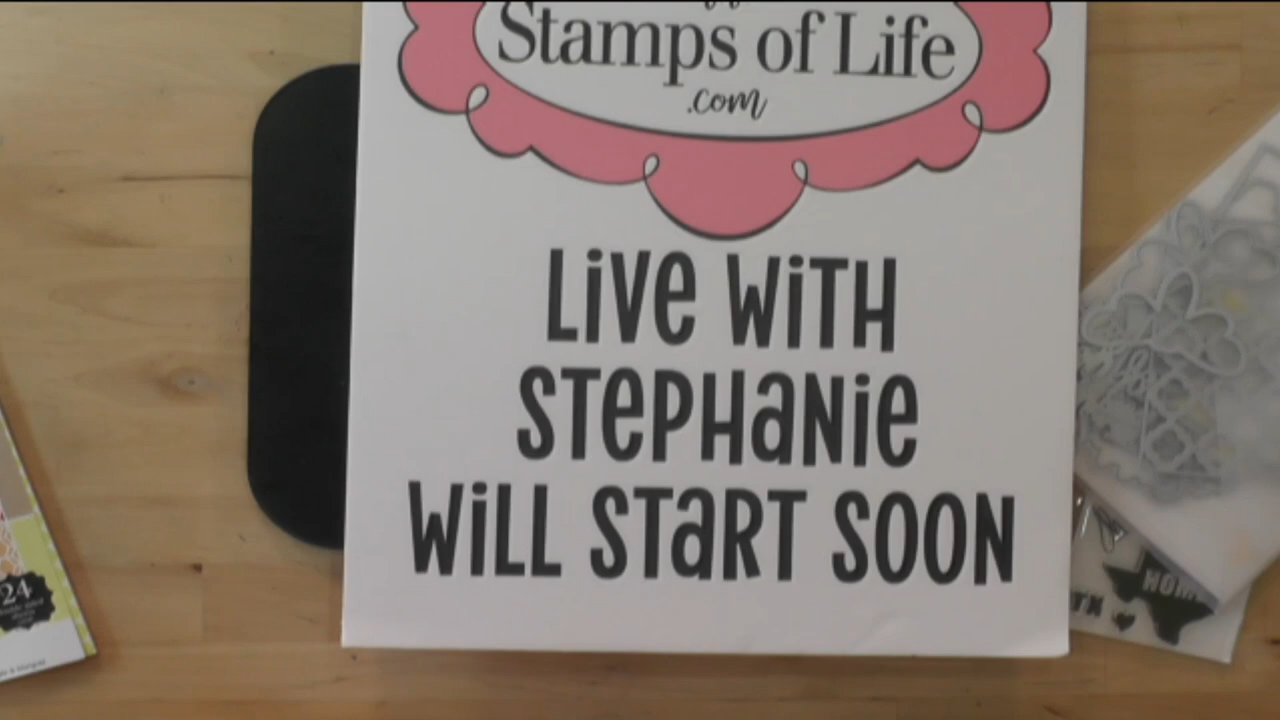 Stamps of Life
.com
Live with
Stephanie
will start soon
24
HOM